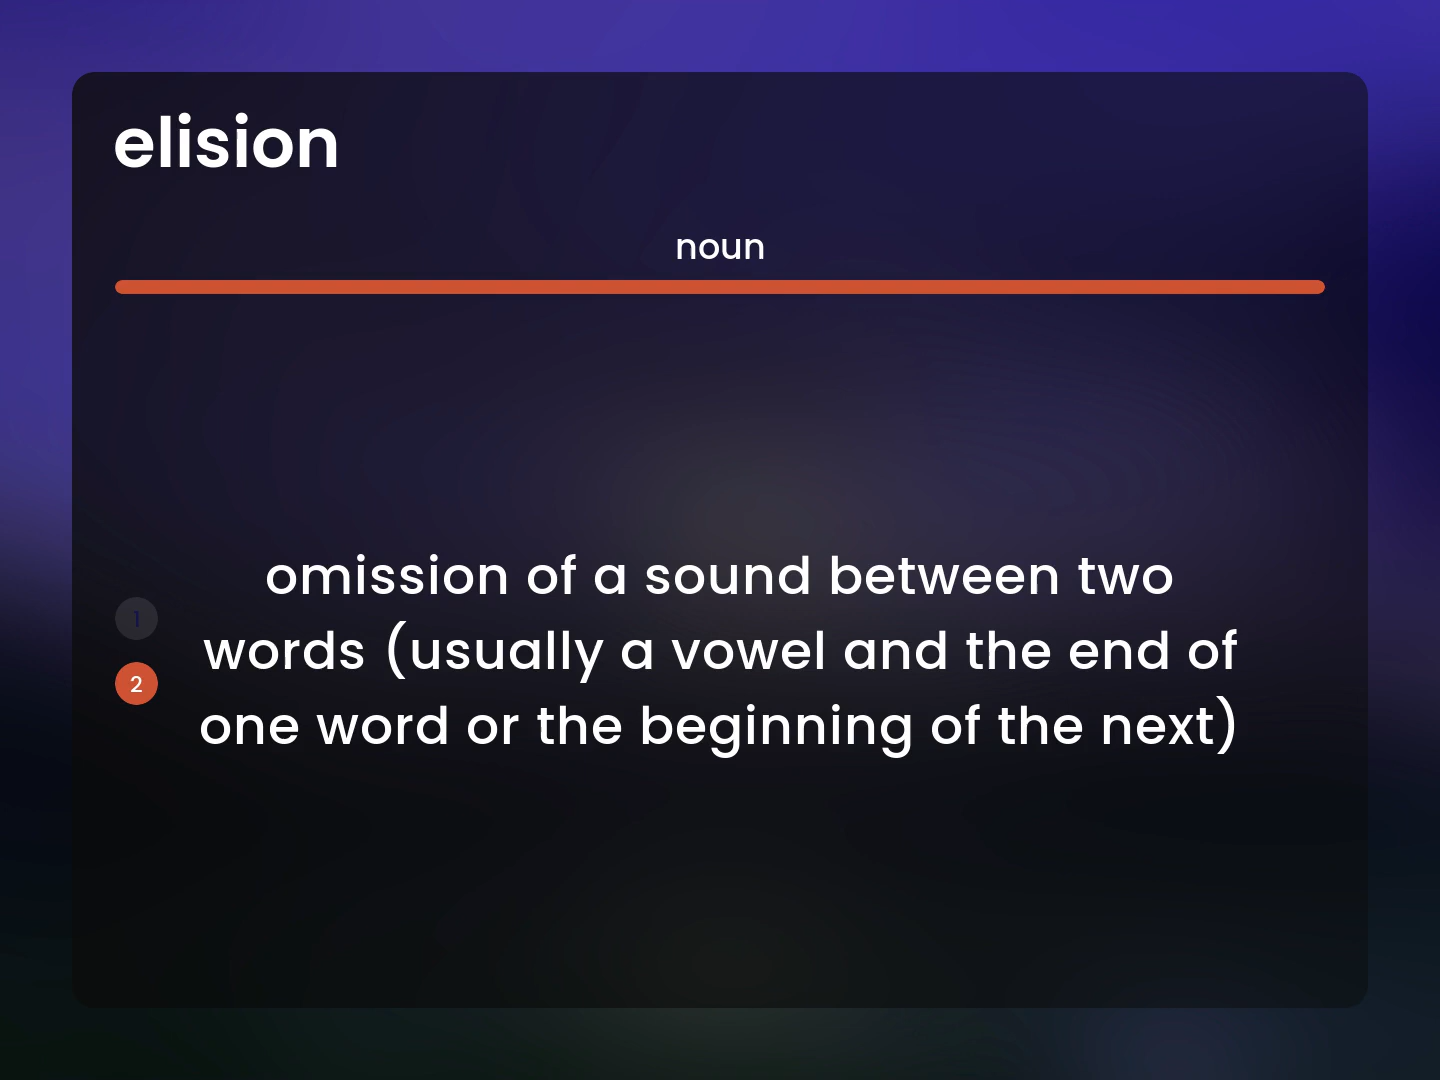 elision
noun
1
2
omission of a sound between two
words (usually a vowel and the end of
one word or the beginning of the next)